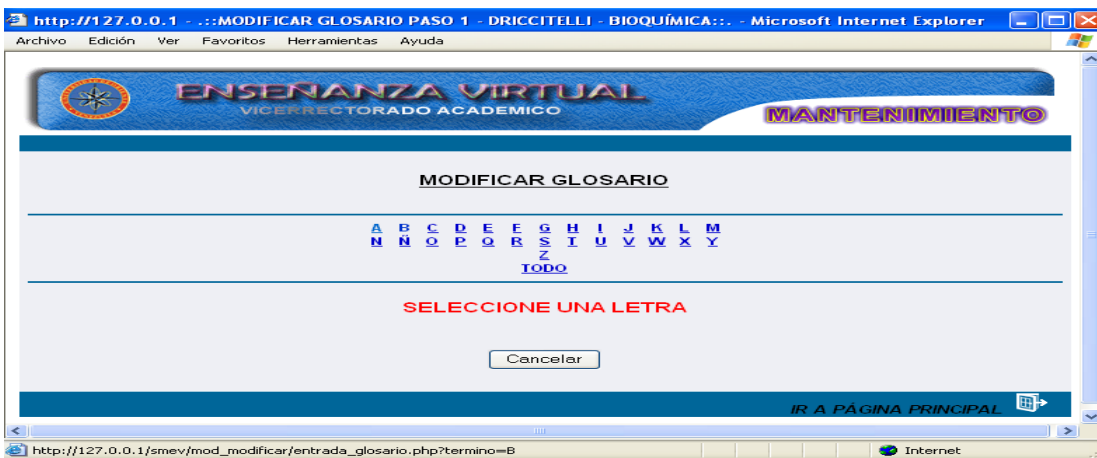 http://127.0.0.1 - .::MODIFICAR GLOSARIO PASO 1 - DRICCITELLI - BIOQUÍMICA::. - Microsoft Internet Explorer
Archivo Edición Ver Favoritos Herramientas Ayuda
ENSEÑANZA VIRTUAL
VICERRECTORADO ACADEMICO
MANTENIMIENTO
MODIFICAR GLOSARIO
A B C D E F G H I J K L M
N Ñ O P Q R S T U V W X Y
Z
TODO
SELECCIONE UNA LETRA
Cancelar
IR A PÁGINA PRINCIPAL
http://127.0.0.1/smev/mod_modificar/entrada_glosario.php?termino=B Internet